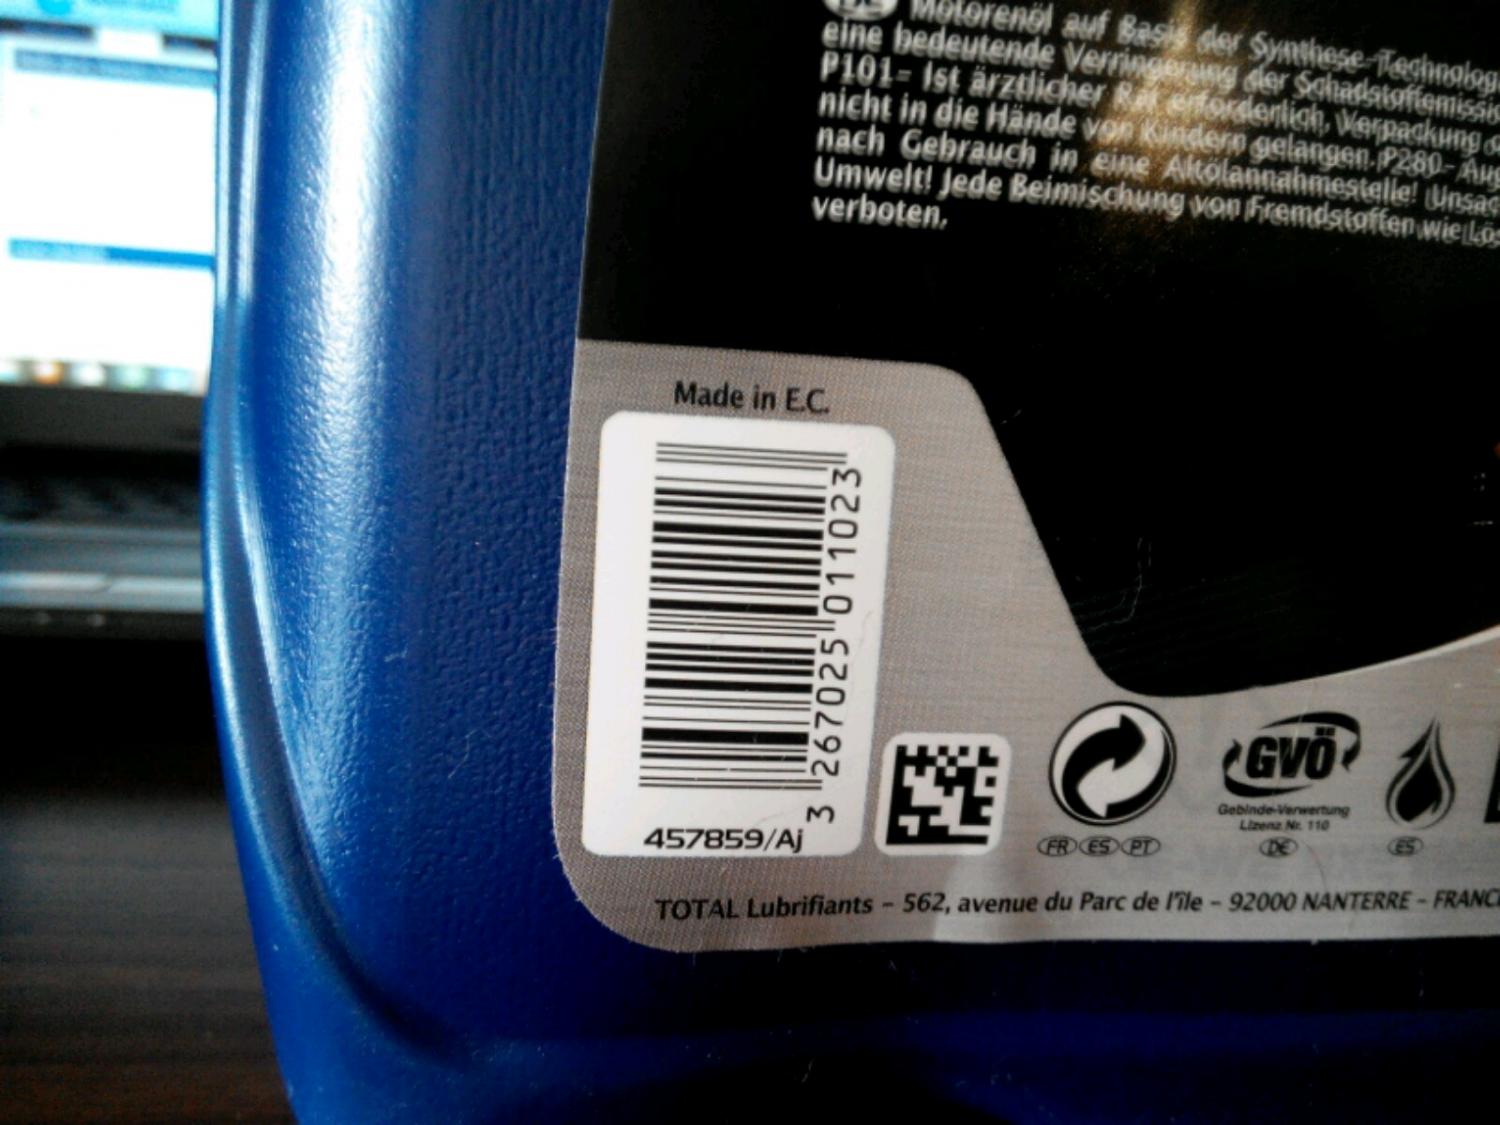 DE Motorenöl auf Basis der Synthese-Technolog
eine bedeutende Verringerung der Schadstoffemissi
P101- Ist ärztlicher Rat erforderlich, Verpackung
nicht in die Hände von Kindern gelangen. P280- Aug
nach Gebrauch in eine Altölannahmestelle! Unsac
Umwelt! Jede Beimischung von Fremdstoffen wie Lös
verboten.
Made in E.C.
3 267025 011023
457859/Aj
GVÖ
Gebinde-Verwertung
Lizenz Nr. 110
FR ES PT
DE
ES
TOTAL Lubrifiants - 562, avenue du Parc de l'île - 92000 NANTERRE - FRANC